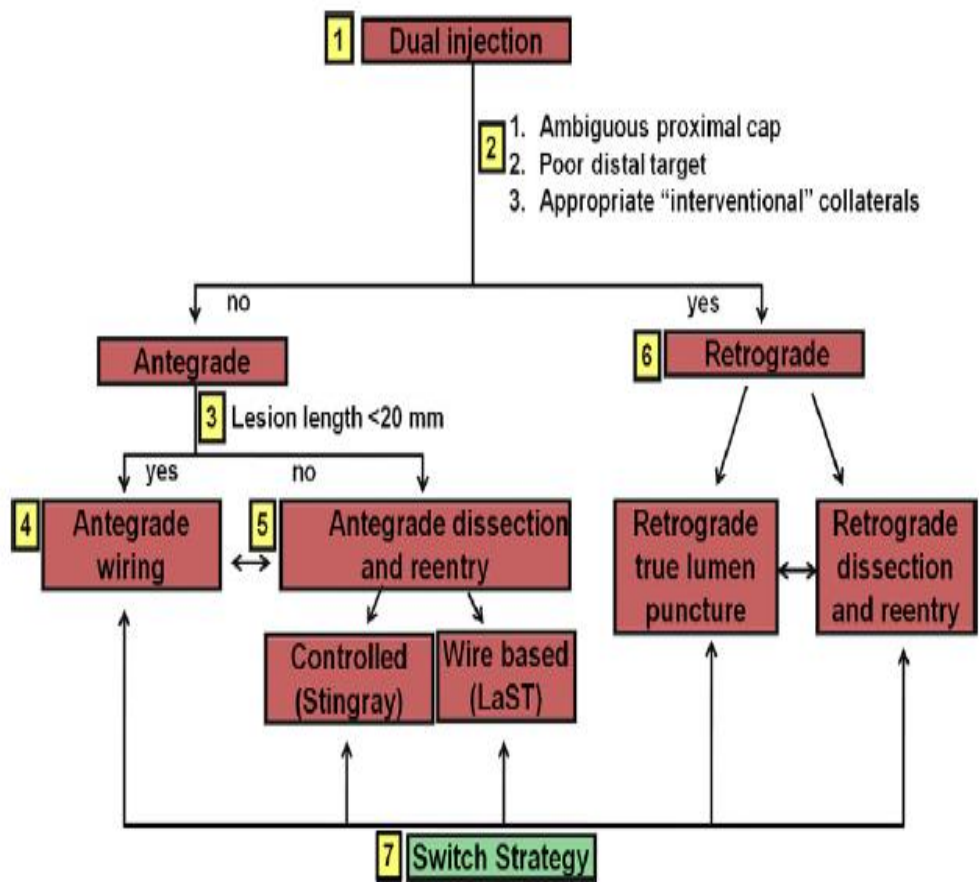 1 Dual injection
2
1. Ambiguous proximal cap
2. Poor distal target
3. Appropriate “interventional” collaterals
no
yes
Antegrade
6 Retrograde
3 Lesion length <20 mm
yes
no
4 Antegrade
wiring
5 Antegrade dissection
and reentry
Retrograde
true lumen
puncture
Retrograde
dissection
and reentry
Controlled
(Stingray)
Wire based
(LaST)
7 Switch Strategy